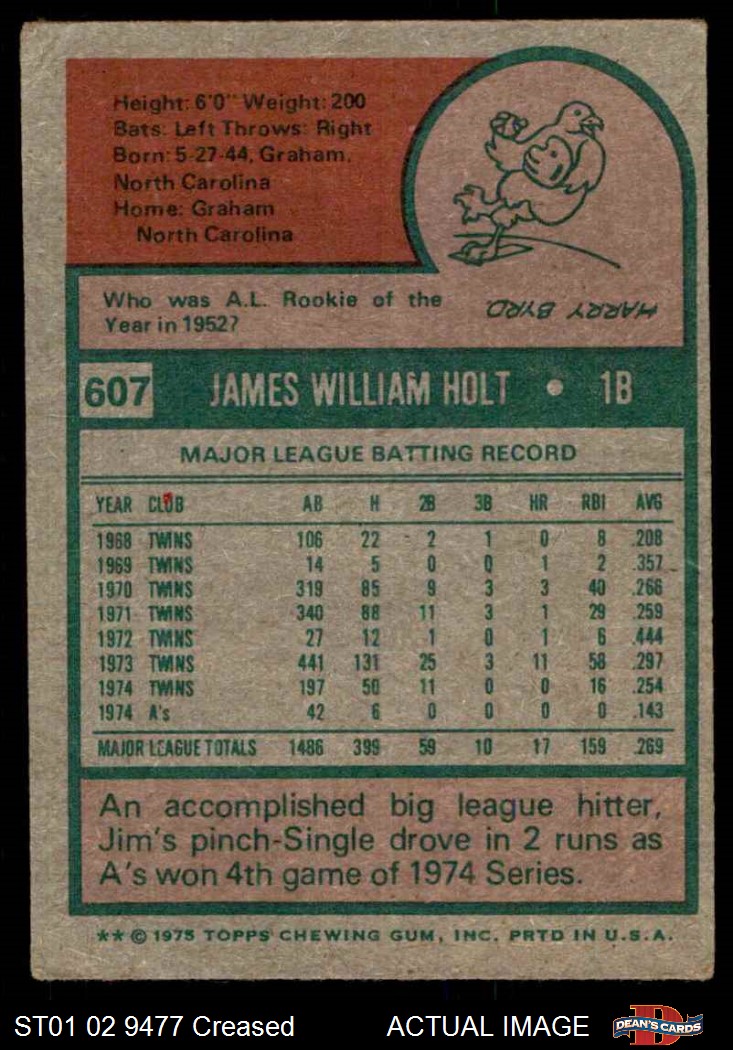 Height: 6'0" Weight: 200
Bats: Left Throws: Right
Born: 5-27-44, Graham,
North Carolina
Home: Graham
North Carolina
Who was A.L. Rookie of the
Year in 1952?
HARRY BYRD
607 JAMES WILLIAM HOLT • 1B
MAJOR LEAGUE BATTING RECORD
YEAR CLUB AB H 2B 3B HR RBI AVG
1968 TWINS 106 22 2 1 0 8 .208
1969 TWINS 14 5 0 0 1 2 .357
1970 TWINS 319 85 9 3 3 40 .266
1971 TWINS 340 88 11 3 1 29 .259
1972 TWINS 27 12 1 0 1 6 .444
1973 TWINS 441 131 25 3 11 58 .297
1974 TWINS 197 50 11 0 0 16 .254
1974 A's 42 6 0 0 0 0 .143
MAJOR LEAGUE TOTALS 1486 399 59 10 17 159 .269
An accomplished big league hitter,
Jim's pinch-Single drove in 2 runs as
A's won 4th game of 1974 Series.
** © 1975 TOPPS CHEWING GUM, INC. PRTD IN U.S.A.
ST01 02 9477 Creased ACTUAL IMAGE DEAN'S CARDS